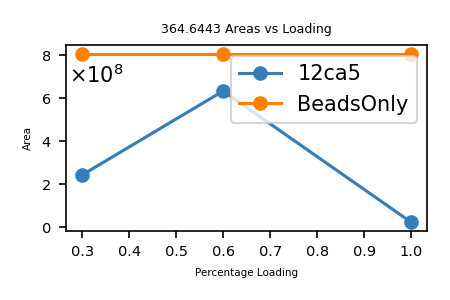 364.6443 Areas vs Loading
8
×10⁸
12ca5
BeadsOnly
6
4
2
0
Area
0.3 0.4 0.5 0.6 0.7 0.8 0.9 1.0
Percentage Loading